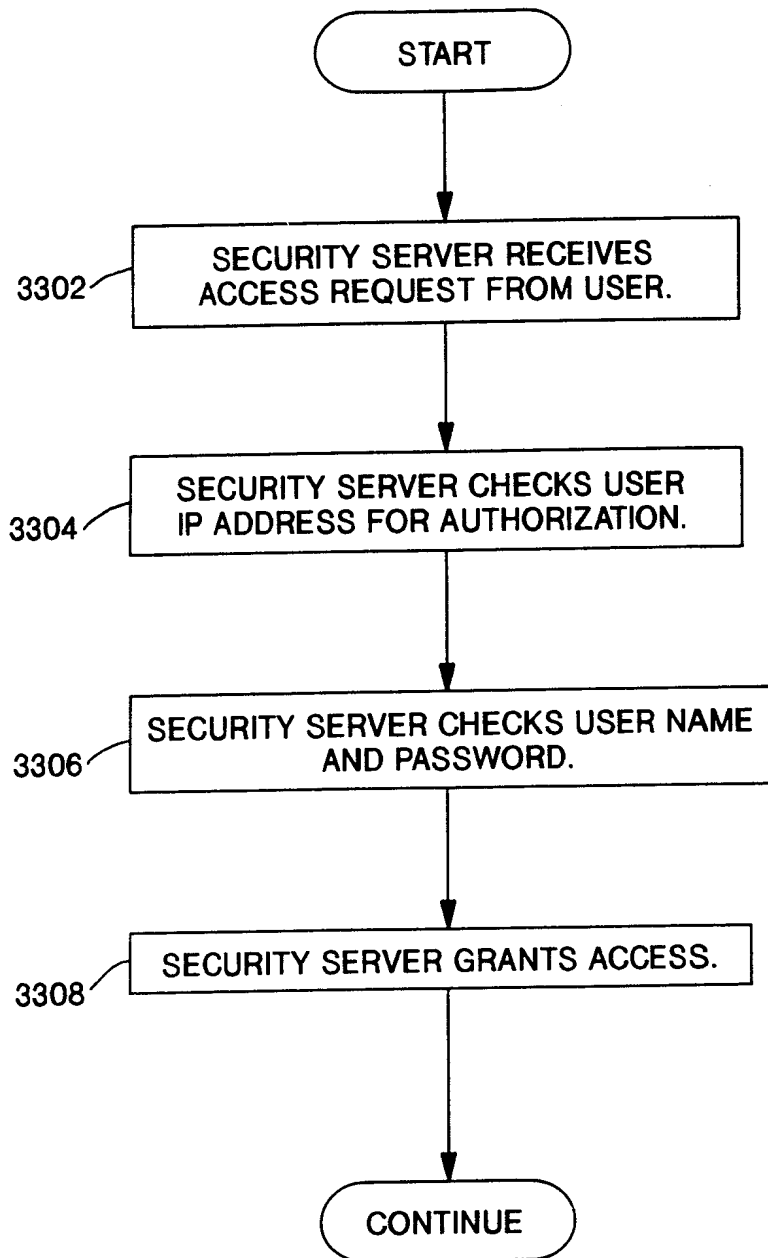 START
3302
SECURITY SERVER RECEIVES
ACCESS REQUEST FROM USER.
3304
SECURITY SERVER CHECKS USER
IP ADDRESS FOR AUTHORIZATION.
3306
SECURITY SERVER CHECKS USER NAME
AND PASSWORD.
3308
SECURITY SERVER GRANTS ACCESS.
CONTINUE